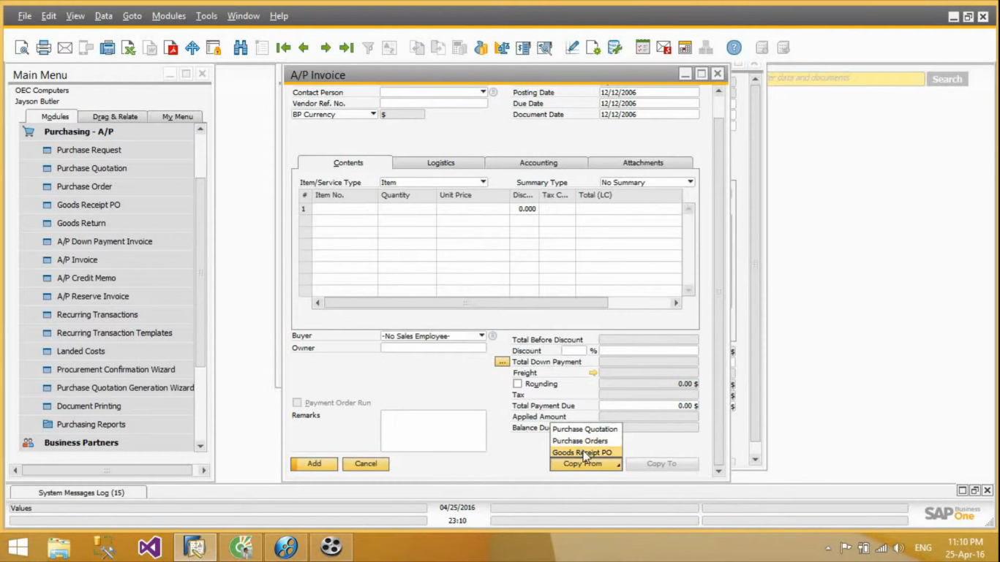 File Edit View Data Goto Modules Tools Window Help
Main Menu
OEC Computers
Jayson Butler
Modules Drag & Relate My Menu
Purchasing - A/P
Purchase Request
Purchase Quotation
Purchase Order
Goods Receipt PO
Goods Return
A/P Down Payment Invoice
A/P Invoice
A/P Credit Memo
A/P Reserve Invoice
Recurring Transactions
Recurring Transaction Templates
Landed Costs
Procurement Confirmation Wizard
Purchase Quotation Generation Wizard
Document Printing
Purchasing Reports
Business Partners
A/P Invoice
Contact Person
Vendor Ref. No.
BP Currency $
Posting Date 12/12/2006
Due Date 12/12/2006
Document Date 12/12/2006
Contents Logistics Accounting Attachments
Item/Service Type Item Summary Type No Summary
# Item No. Quantity Unit Price Disc... Tax C... Total (LC)
1 0.000
Buyer -No Sales Employee-
Owner
Payment Order Run
Remarks
Total Before Discount
Discount %
... Total Down Payment
Freight
Rounding 0.00 $
Tax
Total Payment Due 0.00 $
Applied Amount
Purchase Quotation
Purchase Orders
Goods Receipt PO
Add Cancel Copy From Copy To
data and documents Search
$
$
$
$
System Messages Log (15)
Values 04/25/2016
23:10
SAP Business One
ENG 11:10 PM
25-Apr-16